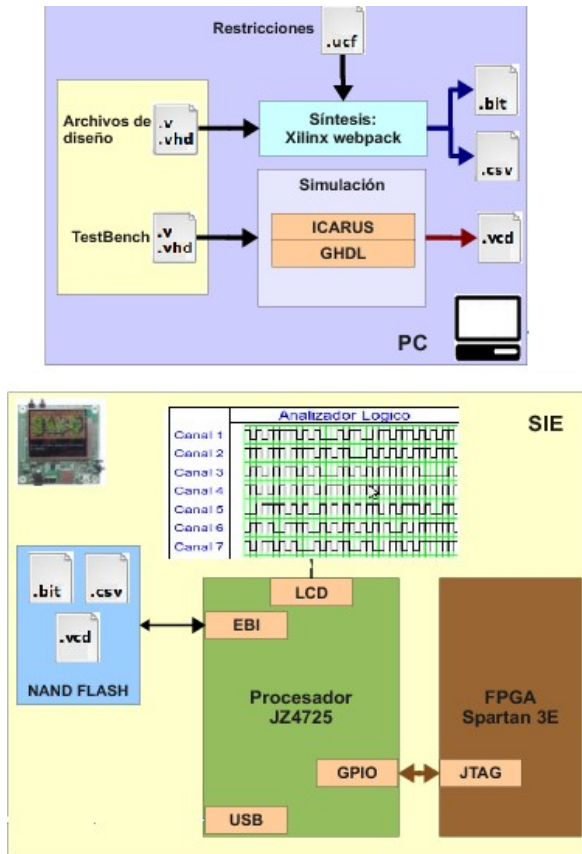 Restricciones
.ucf
Archivos de
diseño
.v
.vhd
Síntesis:
Xilinx webpack
.bit
.csv
Simulación
TestBench
.v
.vhd
ICARUS
GHDL
.vcd
PC
SIE
Analizador Logico
Canal 1
Canal 2
Canal 3
Canal 4
Canal 5
Canal 6
Canal 7
.bit
.csv
.vcd
NAND FLASH
LCD
EBI
Procesador
JZ4725
FPGA
Spartan 3E
GPIO
JTAG
USB